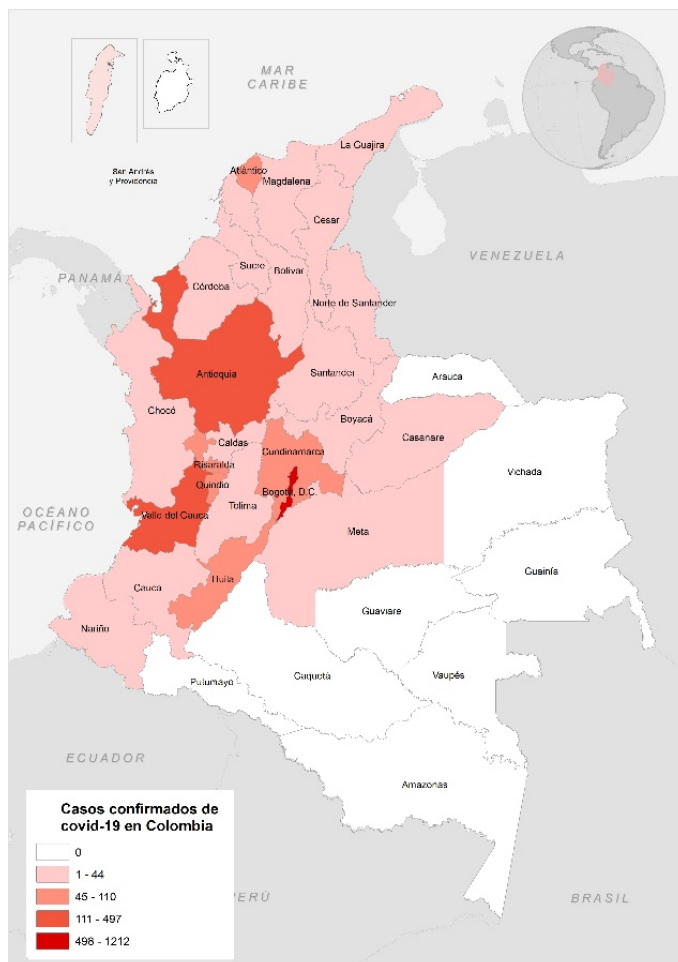 MAR
CARIBE
La Guajira
San Andrés
y Providencia
Atlántico
Magdalena
Cesar
VENEZUELA
PANAMÁ
Sucre
Bolívar
Córdoba
Norte de Santander
Antioquia
Santander
Arauca
Chocó
Boyacá
Caldas
Cundinamarca
Casanare
Risaralda
Vichada
Quindío
Bogotá, D.C.
OCÉANO
PACÍFICO
Valle del Cauca
Tolima
Meta
Guainía
Huila
Cauca
Guaviare
Nariño
Caquetá
Vaupés
Putumayo
ECUADOR
Amazonas
Casos confirmados de
covid-19 en Colombia
0
1 - 44
45 - 110
111 - 497
498 - 1212
ERÙ
BRASIL